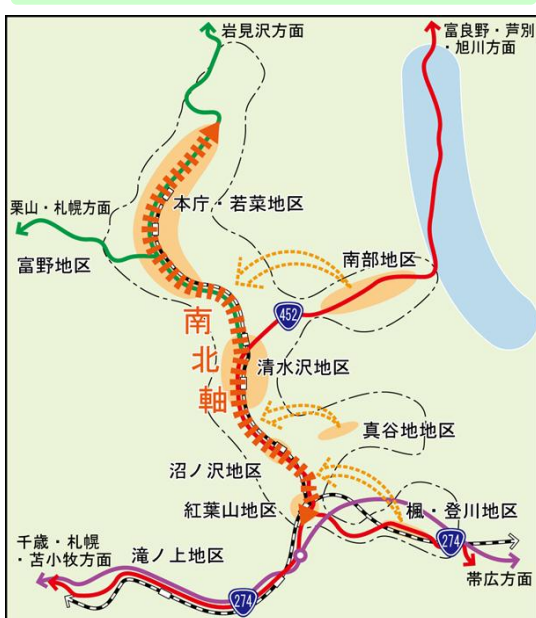 岩見沢方面
富良野・芦別
・旭川方面
本庁・若菜地区
栗山・札幌方面
富野地区
南部地区
452
南北軸
清水沢地区
真谷地地区
沼ノ沢地区
紅葉山地区
楓・登川地区
千歳・札幌
・苫小牧方面
滝ノ上地区
274
274
帯広方面